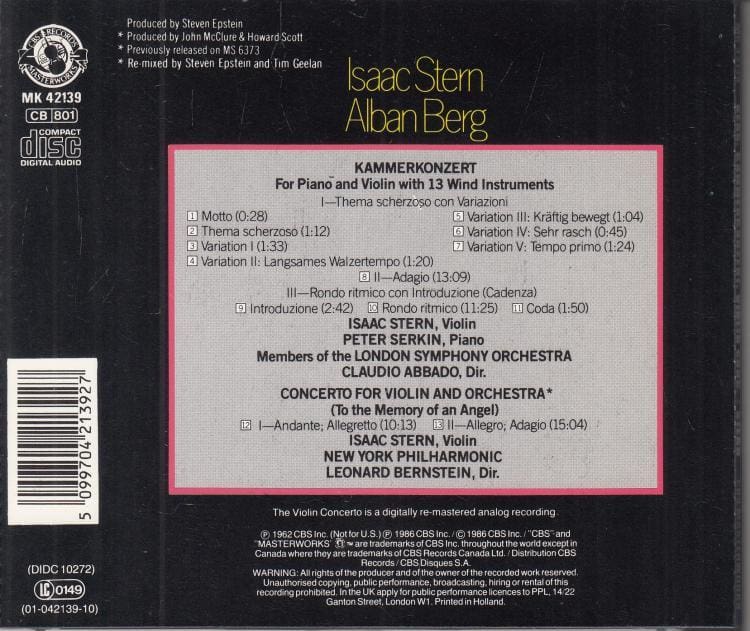 Produced by Steven Epstein
* Produced by John McClure & Howard Scott
* Previously released on MS 6373
* Re-mixed by Steven Epstein and Tim Geelan
CBS RECORDS
MASTERWORKS
MK 42139
CB 801
COMPACT
disc
DIGITAL AUDIO
Isaac Stern
Alban Berg
KAMMERKONZERT
For Piano and Violin with 13 Wind Instruments
I—Thema scherzoso con Variazioni
1 Motto (0:28)
2 Thema scherzoso (1:12)
3 Variation I (1:33)
4 Variation II: Langsames Walzertempo (1:20)
5 Variation III: Kräftig bewegt (1:04)
6 Variation IV: Sehr rasch (0:45)
7 Variation V: Tempo primo (1:24)
8 II—Adagio (13:09)
III—Rondo ritmico con Introduzione (Cadenza)
9 Introduzione (2:42) 10 Rondo ritmico (11:25) 11 Coda (1:50)
ISAAC STERN, Violin
PETER SERKIN, Piano
Members of the LONDON SYMPHONY ORCHESTRA
CLAUDIO ABBADO, Dir.
CONCERTO FOR VIOLIN AND ORCHESTRA*
(To the Memory of an Angel)
12 I—Andante; Allegretto (10:13) 13 II—Allegro; Adagio (15:04)
ISAAC STERN, Violin
NEW YORK PHILHARMONIC
LEONARD BERNSTEIN, Dir.
The Violin Concerto is a digitally re-mastered analog recording.
℗ 1962 CBS Inc. (Not for U.S.) ℗ 1986 CBS Inc. / © 1986 CBS Inc. / "CBS" and
"MASTERWORKS" are trademarks of CBS Inc. throughout the world except in
Canada where they are trademarks of CBS Records Canada Ltd. / Distribution CBS
Records / CBS Disques S.A.
WARNING: All rights of the producer and of the owner of the recorded work reserved.
Unauthorised copying, public performance, broadcasting, hiring or rental of this
recording prohibited. In the UK apply for public performance licences to PPL, 14/22
Ganton Street, London W1. Printed in Holland.
5 099704 213927
(DIDC 10272)
LC 0149
(01-042139-10)